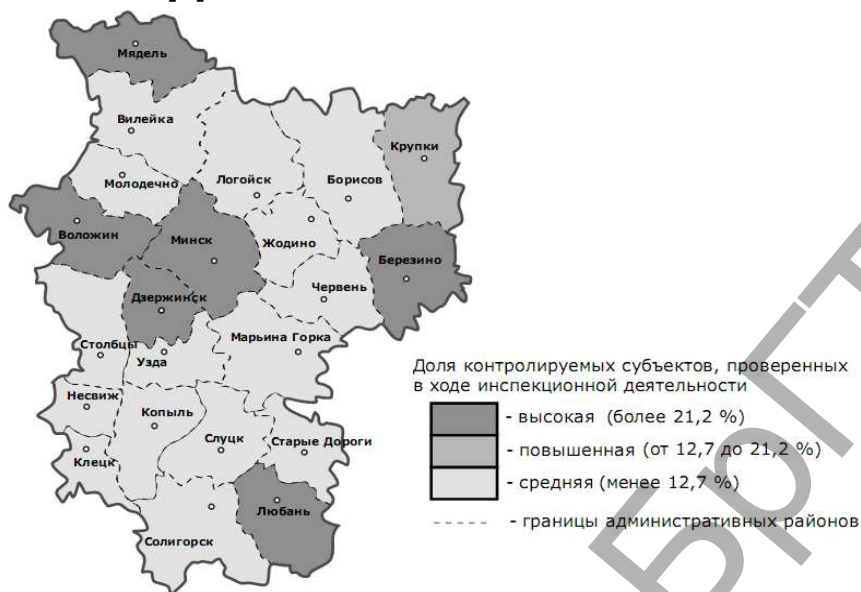 Мядель
Вилейка
Крупки
Молодечно
Логойск
Борисов
Воложин
Минск
Жодино
Березино
Дзержинск
Червень
Столбцы
Узда
Марьина Горка
Несвиж
Копыль
Слуцк
Старые Дороги
Клецк
Любань
Солигорск
Доля контролируемых субъектов, проверенных
в ходе инспекционной деятельности
- высокая (более 21,2 %)
- повышенная (от 12,7 до 21,2 %)
- средняя (менее 12,7 %)
- границы административных районов
БрГТ